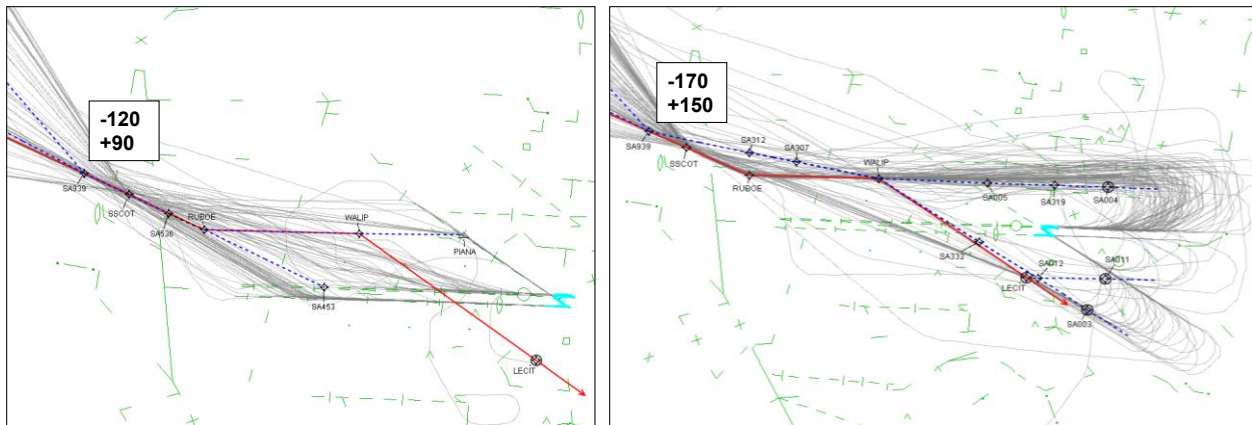 -120
+90
SA939
SSCOT
SA536
RUBOE
WALIP
PIANA
SA453
LECIT
-170
+150
SA939
SSCOT
SA312
SA307
RUBOE
WALIP
SA005
SA319
SA004
SA332
SA012
LECIT
SA011
SA003